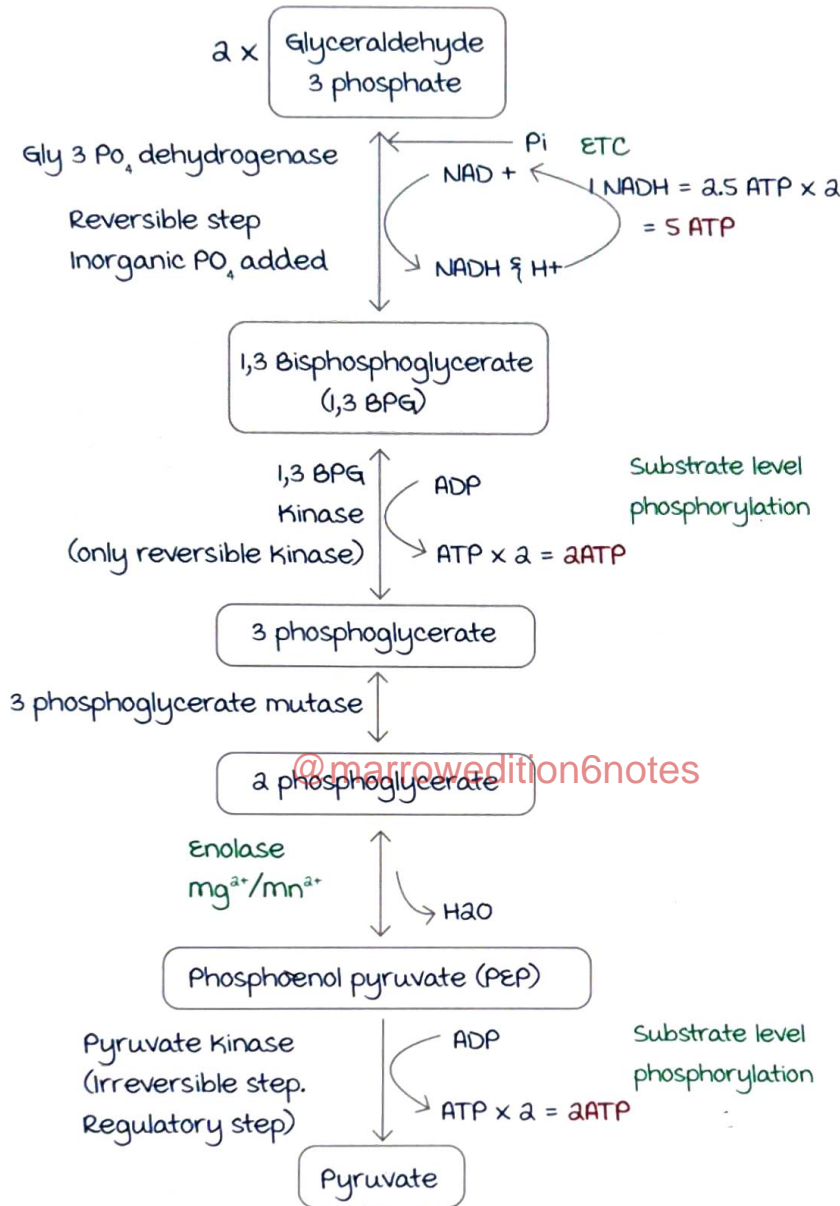 2 x Glyceraldehyde
3 phosphate
Gly 3 PO₄ dehydrogenase
Reversible step
Inorganic PO₄ added
Pi ETC
NAD +
1 NADH = 2.5 ATP x 2
= 5 ATP
NADH & H+
1,3 Bisphosphoglycerate
(1,3 BPG)
1,3 BPG
Kinase
(only reversible kinase)
ADP
ATP x 2 = 2ATP
Substrate level
phosphorylation
3 phosphoglycerate
3 phosphoglycerate mutase
2 phosphoglycerate
@marrowedition6notes
Enolase
mg²⁺/mn²⁺
H2O
Phosphoenol pyruvate (PEP)
Pyruvate Kinase
(Irreversible step.
Regulatory step)
ADP
ATP x 2 = 2ATP
Substrate level
phosphorylation
Pyruvate